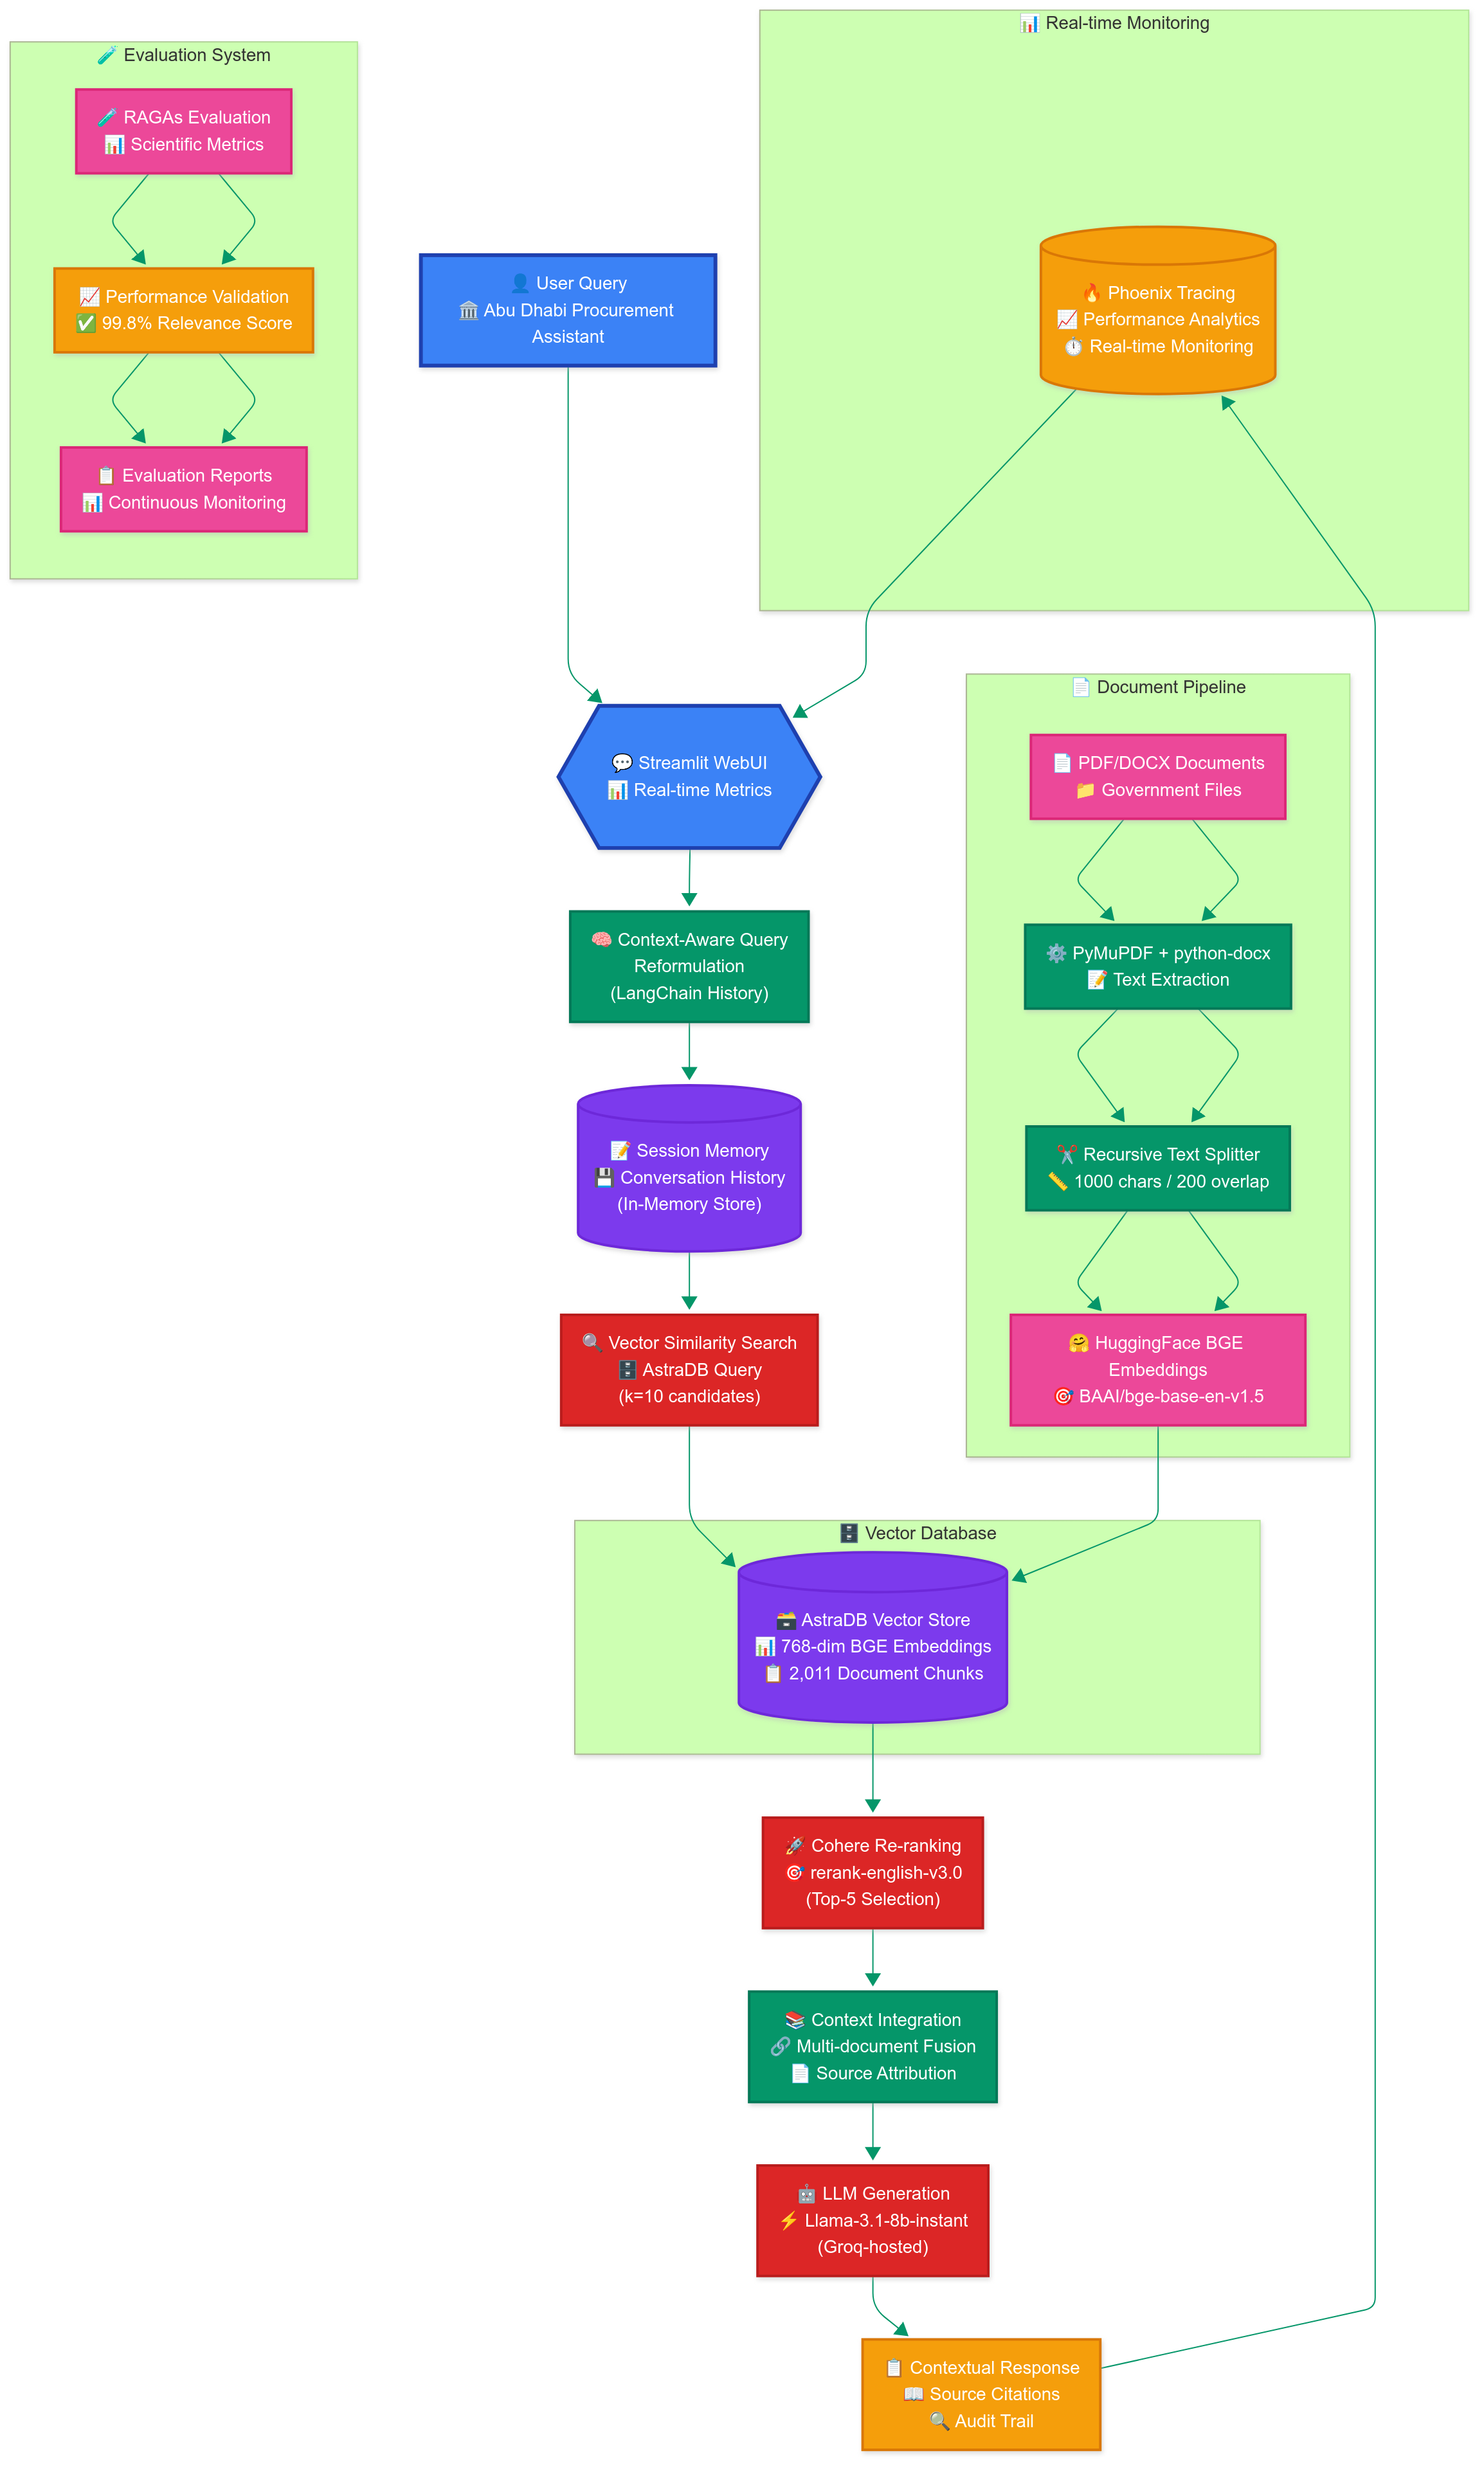 🧪 Evaluation System
🧪 RAGAs Evaluation
📊 Scientific Metrics
📈 Performance Validation
✅ 99.8% Relevance Score
📋 Evaluation Reports
📊 Continuous Monitoring
👤 User Query
🏛️ Abu Dhabi Procurement
Assistant
📊 Real-time Monitoring
🔥 Phoenix Tracing
📈 Performance Analytics
⏱️ Real-time Monitoring
💬 Streamlit WebUI
📊 Real-time Metrics
🧠 Context-Aware Query
Reformulation
(LangChain History)
📝 Session Memory
💾 Conversation History
(In-Memory Store)
🔍 Vector Similarity Search
🗄️ AstraDB Query
(k=10 candidates)
📄 Document Pipeline
📄 PDF/DOCX Documents
📁 Government Files
⚙️ PyMuPDF + python-docx
📝 Text Extraction
✂️ Recursive Text Splitter
📏 1000 chars / 200 overlap
🤗 HuggingFace BGE
Embeddings
🎯 BAAI/bge-base-en-v1.5
🗄️ Vector Database
🗃️ AstraDB Vector Store
📊 768-dim BGE Embeddings
📋 2,011 Document Chunks
🚀 Cohere Re-ranking
🎯 rerank-english-v3.0
(Top-5 Selection)
📚 Context Integration
🔗 Multi-document Fusion
📄 Source Attribution
🤖 LLM Generation
⚡ Llama-3.1-8b-instant
(Groq-hosted)
📋 Contextual Response
📖 Source Citations
🔍 Audit Trail